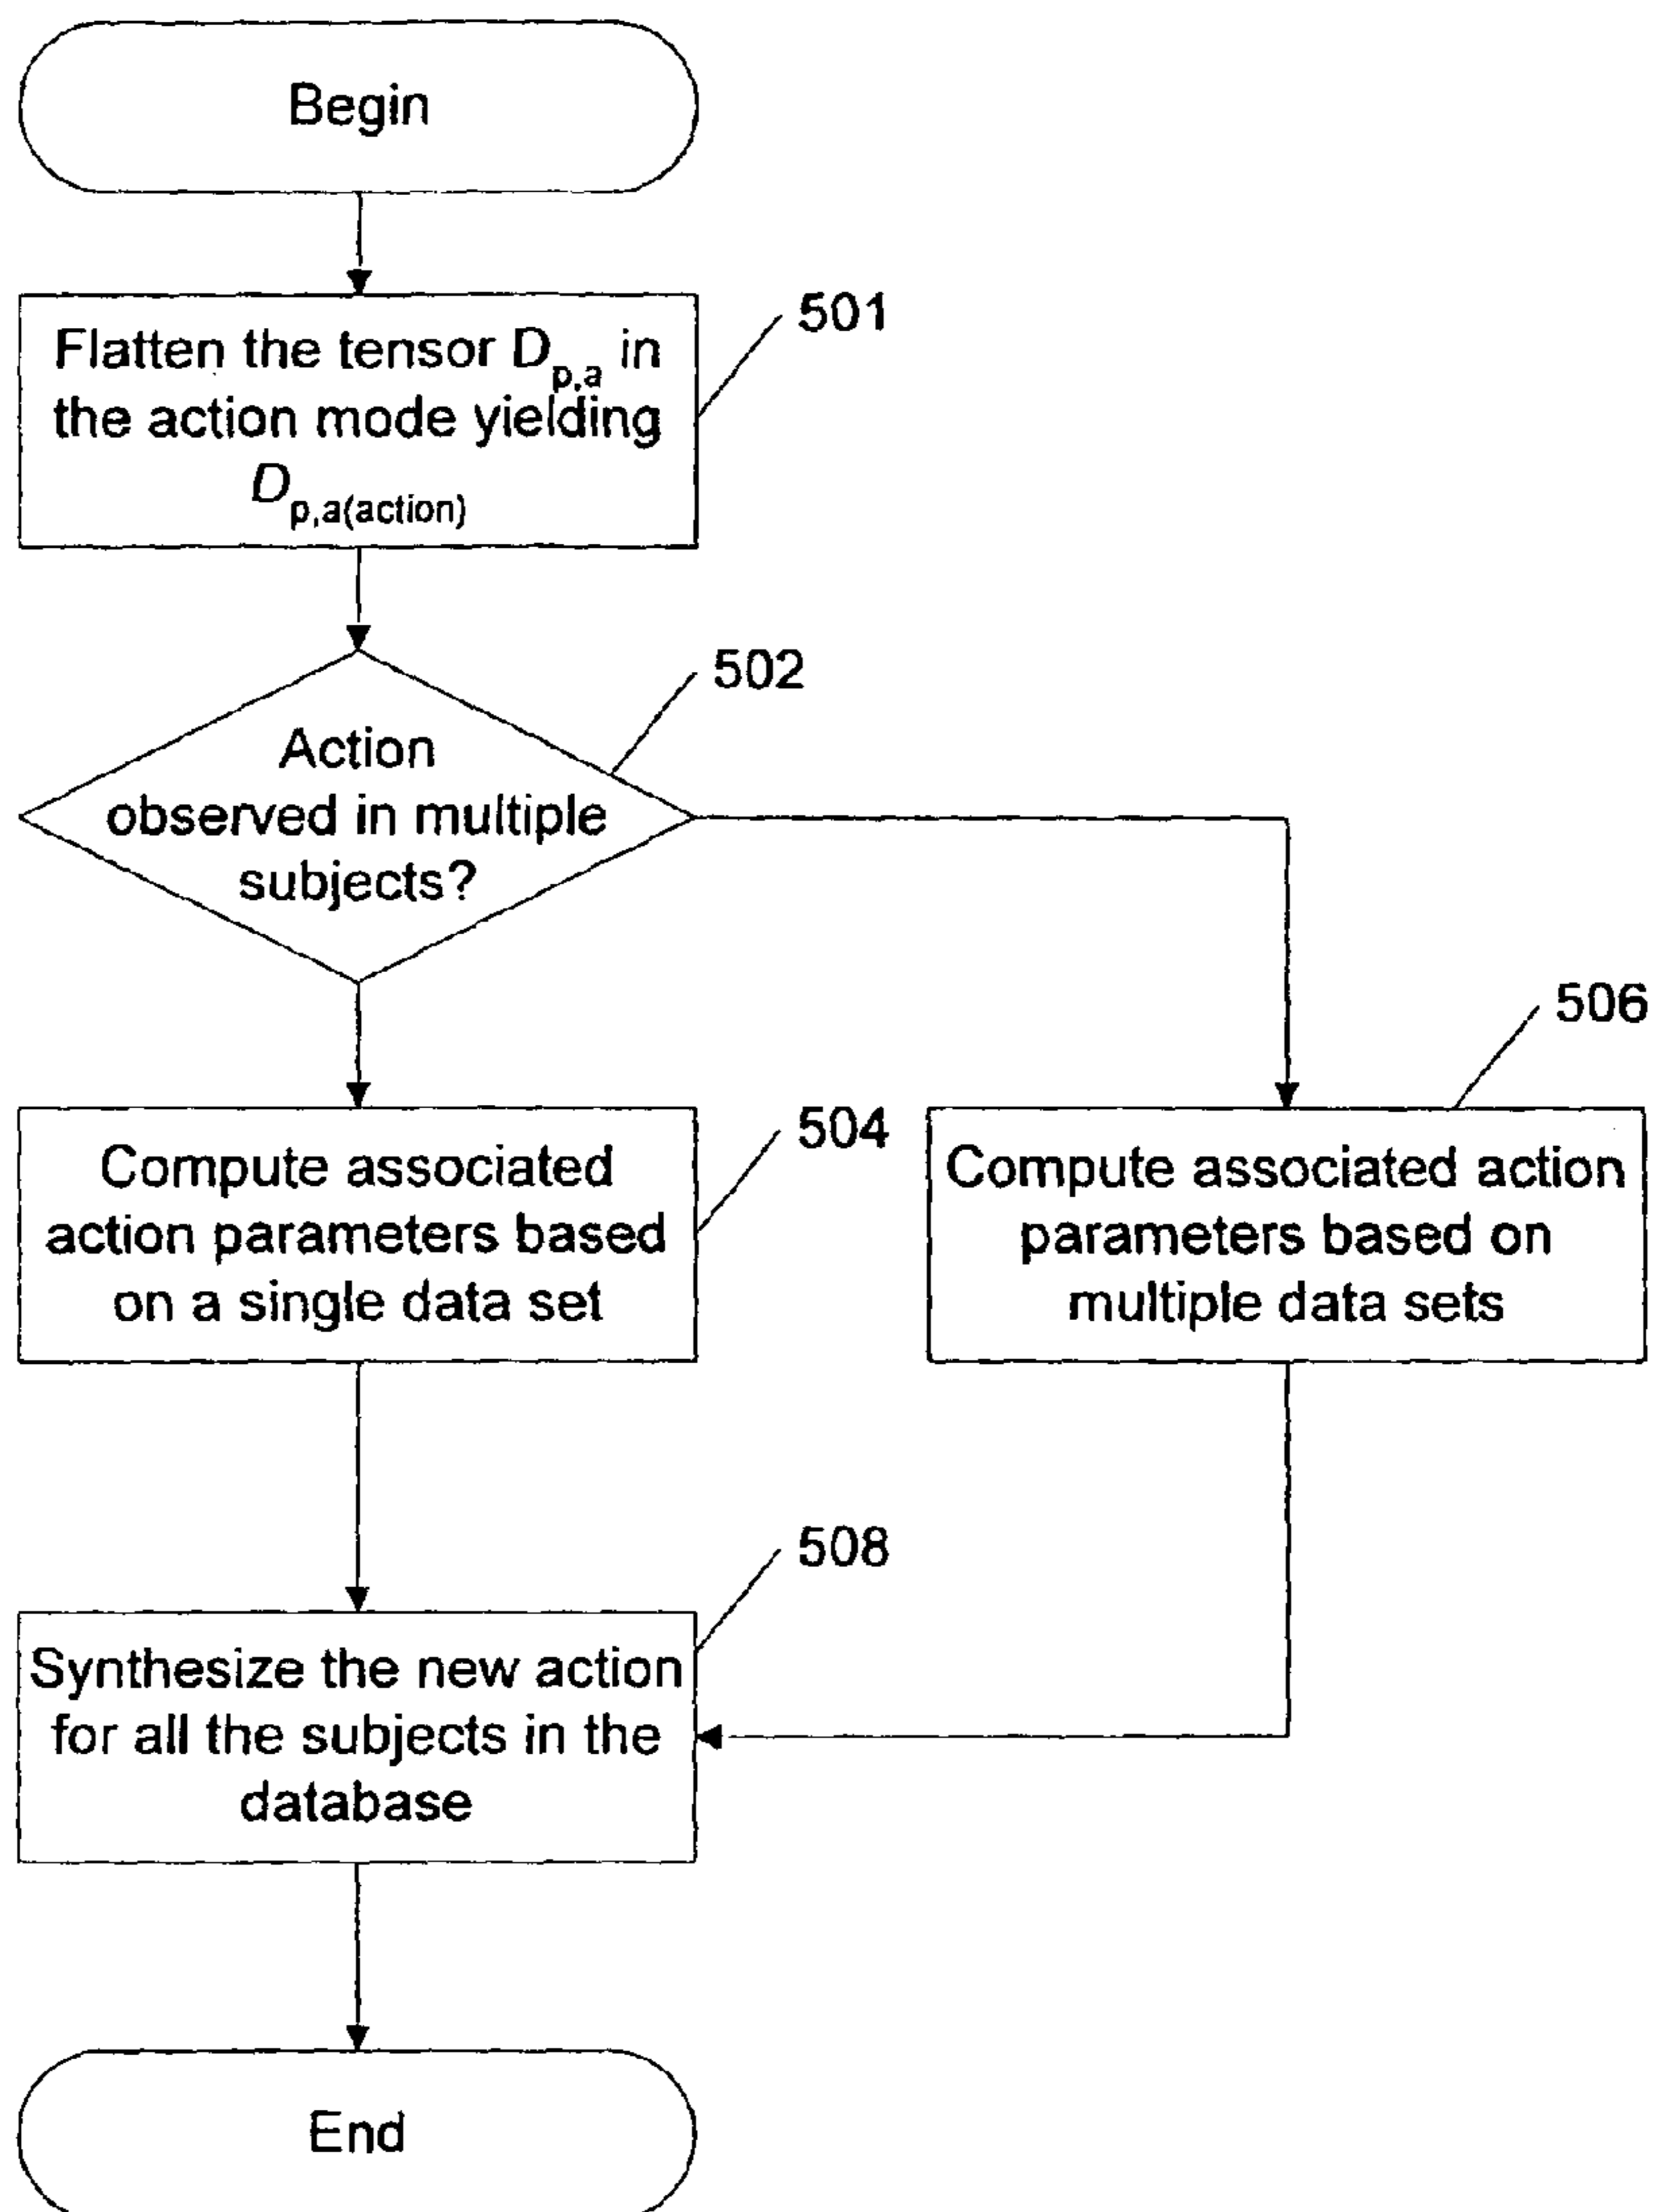 Begin
501
Flatten the tensor Dp,a in
the action mode yielding
Dp,a(action)
502
Action
observed in multiple
subjects?
506
504
Compute associated
action parameters based
on a single data set
Compute associated action
parameters based on
multiple data sets
508
Synthesize the new action
for all the subjects in the
database
End